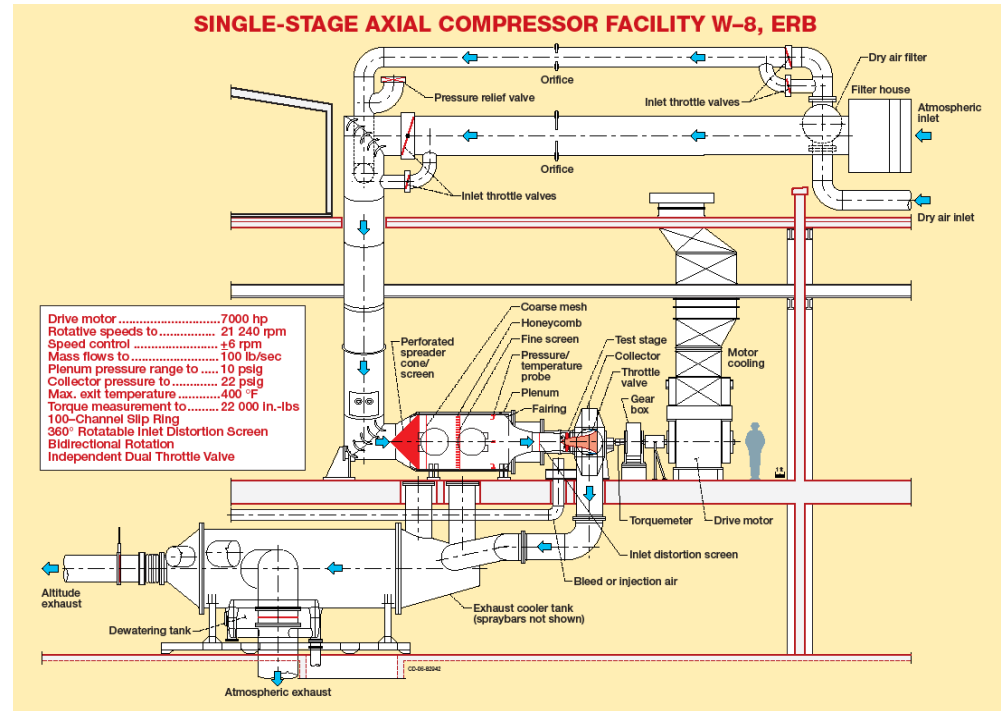 SINGLE-STAGE AXIAL COMPRESSOR FACILITY W–8, ERB
Dry air filter
Orifice
Filter house
Pressure relief valve
Inlet throttle valves
Atmospheric
inlet
Orifice
Inlet throttle valves
Dry air inlet
Drive motor ............................7000 hp
Rotative speeds to................ 21 240 rpm
Speed control ........................ ±6 rpm
Mass flows to........................ 100 lb/sec
Plenum pressure range to ..... 10 psig
Collector pressure to ............. 22 psig
Max. exit temperature ............400 °F
Torque measurement to......... 22 000 in.-lbs
100–Channel Slip Ring
360° Rotatable Inlet Distortion Screen
Bidirectional Rotation
Independent Dual Throttle Valve
Perforated
spreader
cone/
screen
Coarse mesh
Honeycomb
Fine screen
Pressure/
temperature
probe
Plenum
Fairing
Test stage
Collector
Throttle
valve
Gear
box
Motor
cooling
1 ft
Torquemeter
Drive motor
Inlet distortion screen
Bleed or injection air
Altitude
exhaust
Exhaust cooler tank
(spraybars not shown)
Dewatering tank
CD-05-82942
Atmospheric exhaust